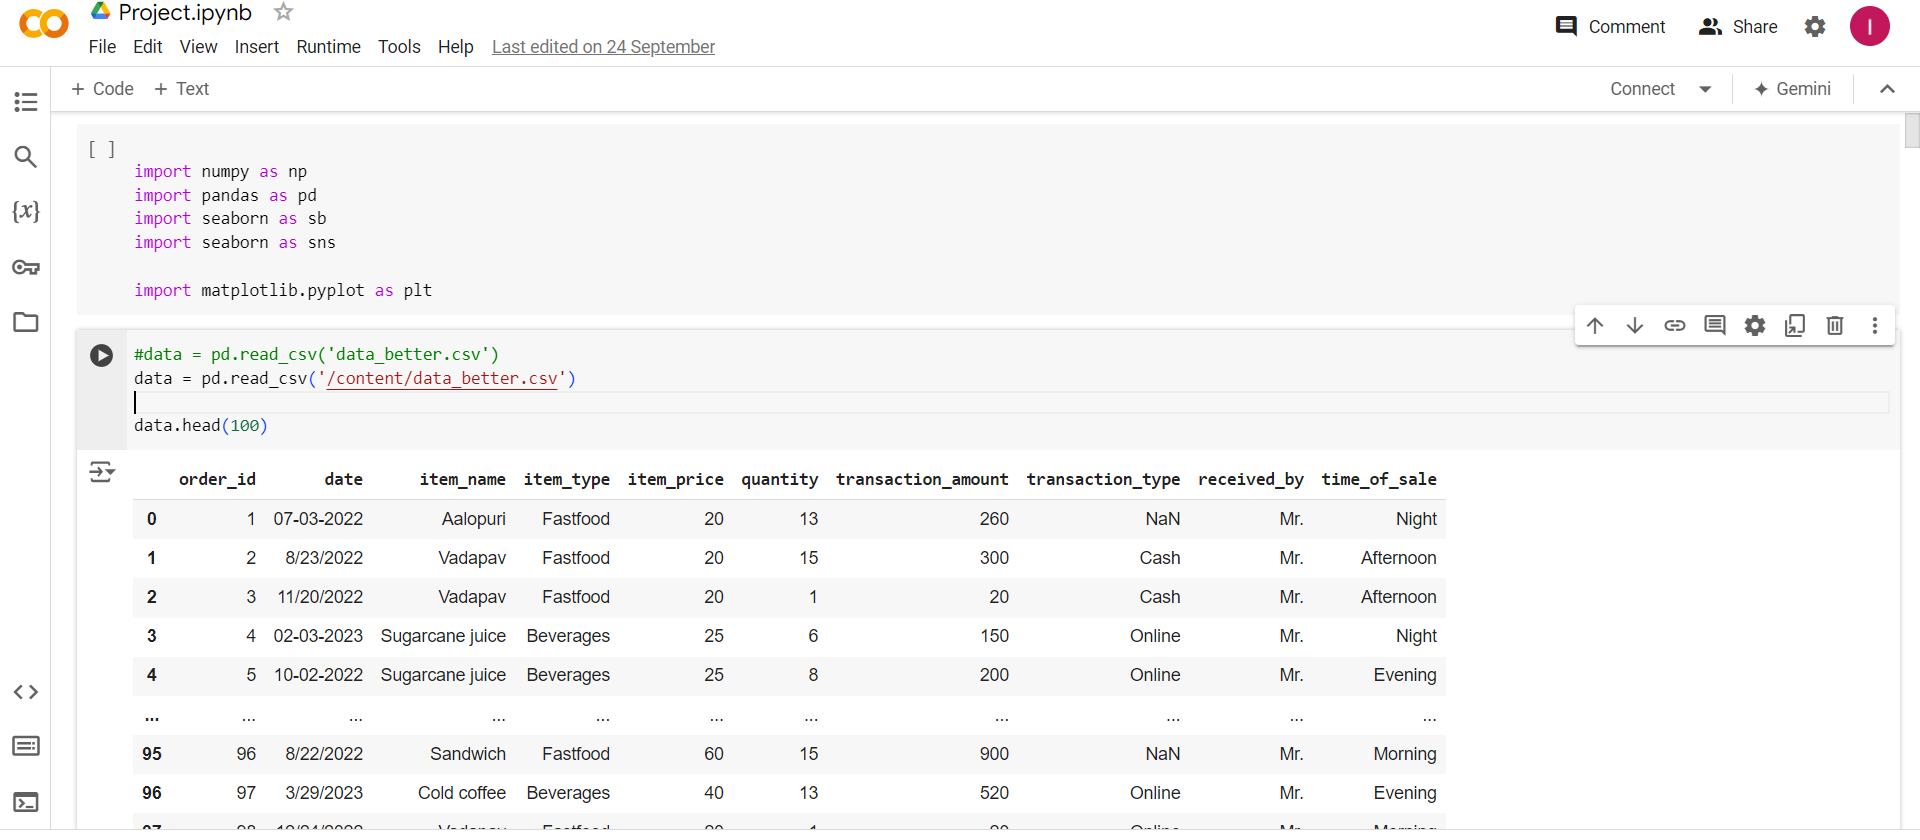 Project.ipynb
File Edit View Insert Runtime Tools Help Last edited on 24 September
Comment Share I
+ Code + Text
Connect Gemini
[ ]
import numpy as np
import pandas as pd
import seaborn as sb
import seaborn as sns
import matplotlib.pyplot as plt
{x}
#data = pd.read_csv('data_better.csv')
data = pd.read_csv('/content/data_better.csv')
data.head(100)
order_id date item_name item_type item_price quantity transaction_amount transaction_type received_by time_of_sale
0 1 07-03-2022 Aalopuri Fastfood 20 13 260 NaN Mr. Night
1 2 8/23/2022 Vadapav Fastfood 20 15 300 Cash Mr. Afternoon
2 3 11/20/2022 Vadapav Fastfood 20 1 20 Cash Mr. Afternoon
3 4 02-03-2023 Sugarcane juice Beverages 25 6 150 Online Mr. Night
4 5 10-02-2022 Sugarcane juice Beverages 25 8 200 Online Mr. Evening
... ... ... ... ... ... ... ... ... ... ...
95 96 8/22/2022 Sandwich Fastfood 60 15 900 NaN Mr. Morning
96 97 3/29/2023 Cold coffee Beverages 40 13 520 Online Mr. Evening